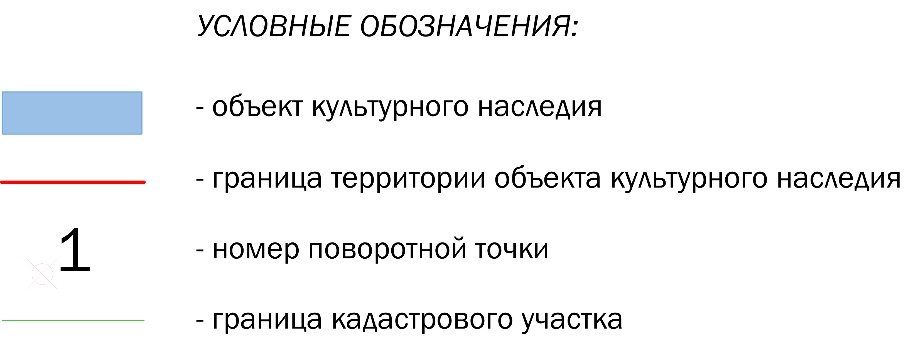 УСЛОВНЫЕ ОБОЗНАЧЕНИЯ:
- объект культурного наследия
- граница территории объекта культурного наследия
1 - номер поворотной точки
- граница кадастрового участка